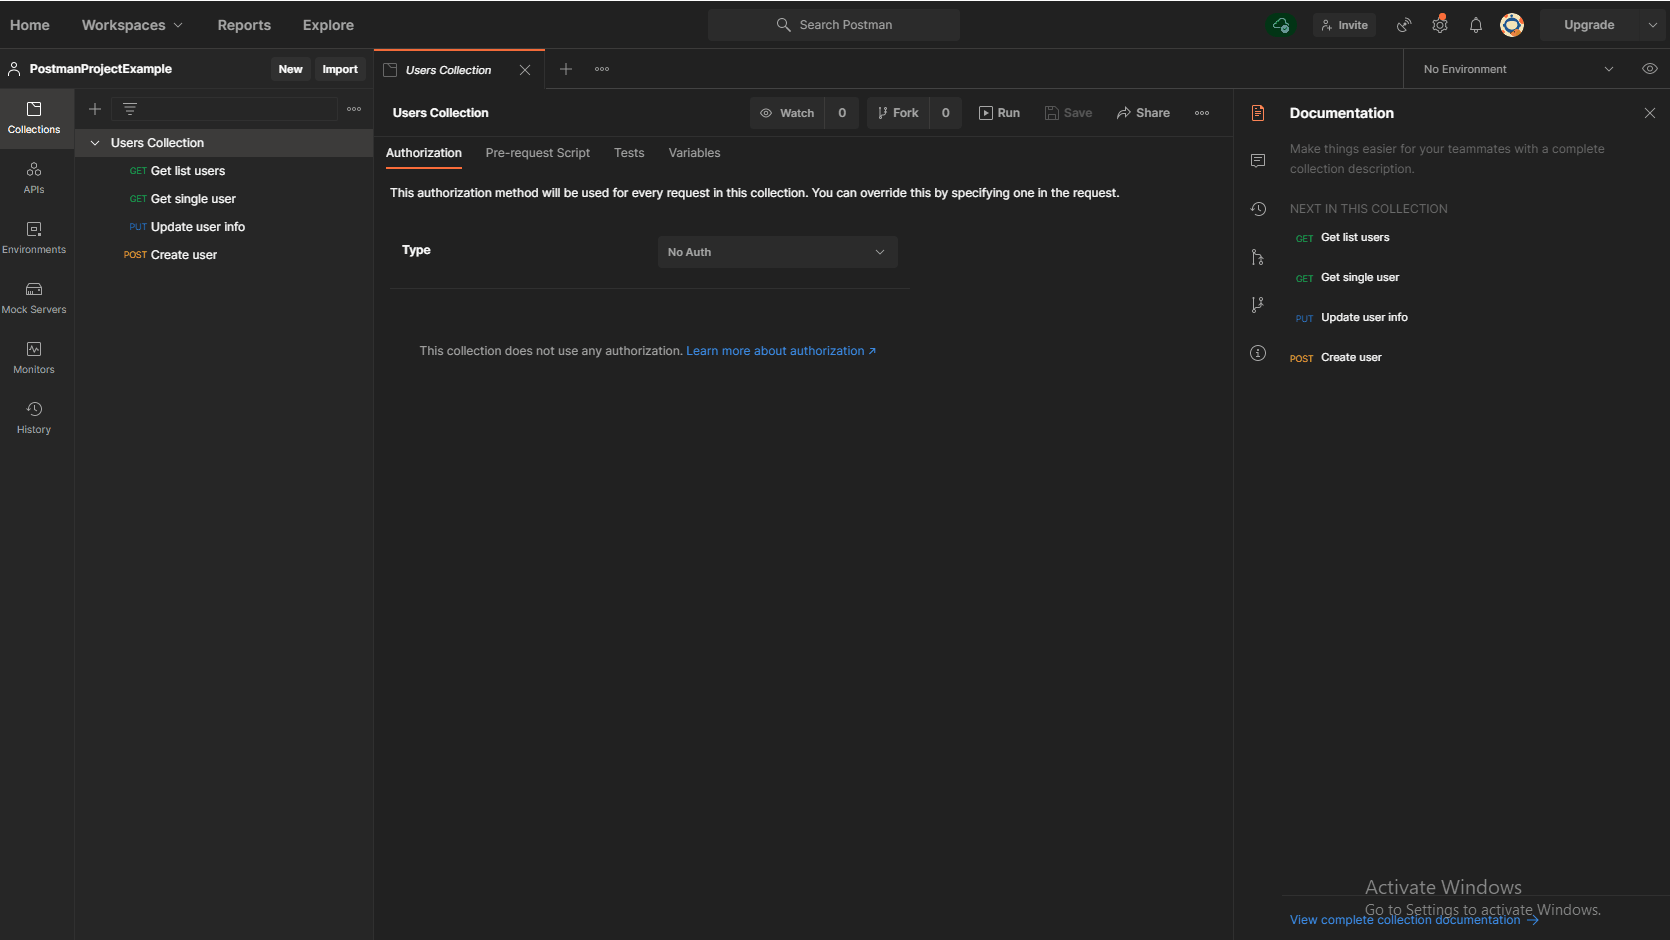 Home Workspaces Reports Explore Search Postman Invite Upgrade
PostmanProjectExample New Import Users Collection No Environment
Collections
APIs
Environments
Mock Servers
Monitors
History
Users Collection
GET Get list users
GET Get single user
PUT Update user info
POST Create user
Users Collection Watch 0 Fork 0 Run Save Share
Authorization Pre-request Script Tests Variables
This authorization method will be used for every request in this collection. You can override this by specifying one in the request.
Type No Auth
This collection does not use any authorization. Learn more about authorization
Documentation
Make things easier for your teammates with a complete
collection description.
NEXT IN THIS COLLECTION
GET Get list users
GET Get single user
PUT Update user info
POST Create user
Activate Windows
Go to Settings to activate Windows.
View complete collection documentation →